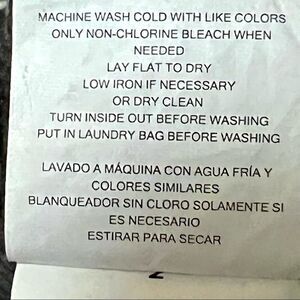 MACHINE WASH COLD WITH LIKE COLORS
ONLY NON-CHLORINE BLEACH WHEN
NEEDED
LAY FLAT TO DRY
LOW IRON IF NECESSARY
OR DRY CLEAN
TURN INSIDE OUT BEFORE WASHING
PUT IN LAUNDRY BAG BEFORE WASHING
LAVADO A MÁQUINA CON AGUA FRÍA Y
COLORES SIMILARES
BLANQUEADOR SIN CLORO SOLAMENTE SI
ES NECESARIO
ESTIRAR PARA SECAR